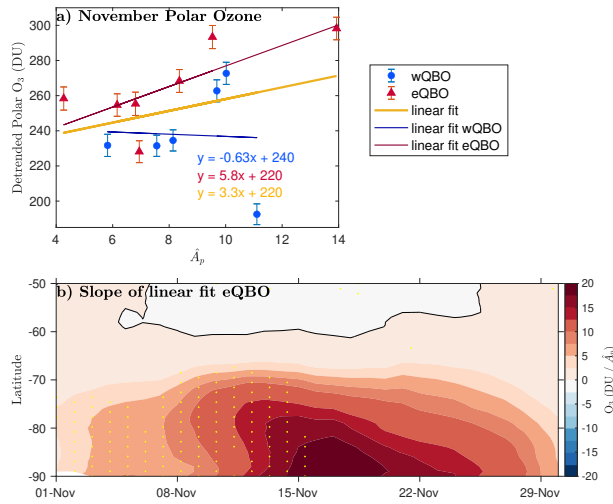 a) November Polar Ozone
Detrended Polar O₃ (DU)
300
280
260
240
220
200
y = -0.63x + 240
y = 5.8x + 220
y = 3.3x + 220
4
6
8
10
12
14
Âₚ
wQBO
eQBO
linear fit
linear fit wQBO
linear fit eQBO
b) Slope of linear fit eQBO
Latitude
-50
-60
-70
-80
-90
01-Nov
08-Nov
15-Nov
22-Nov
29-Nov
20
15
10
5
0
-5
-10
-15
-20
O₃ (DU / Âₚ)